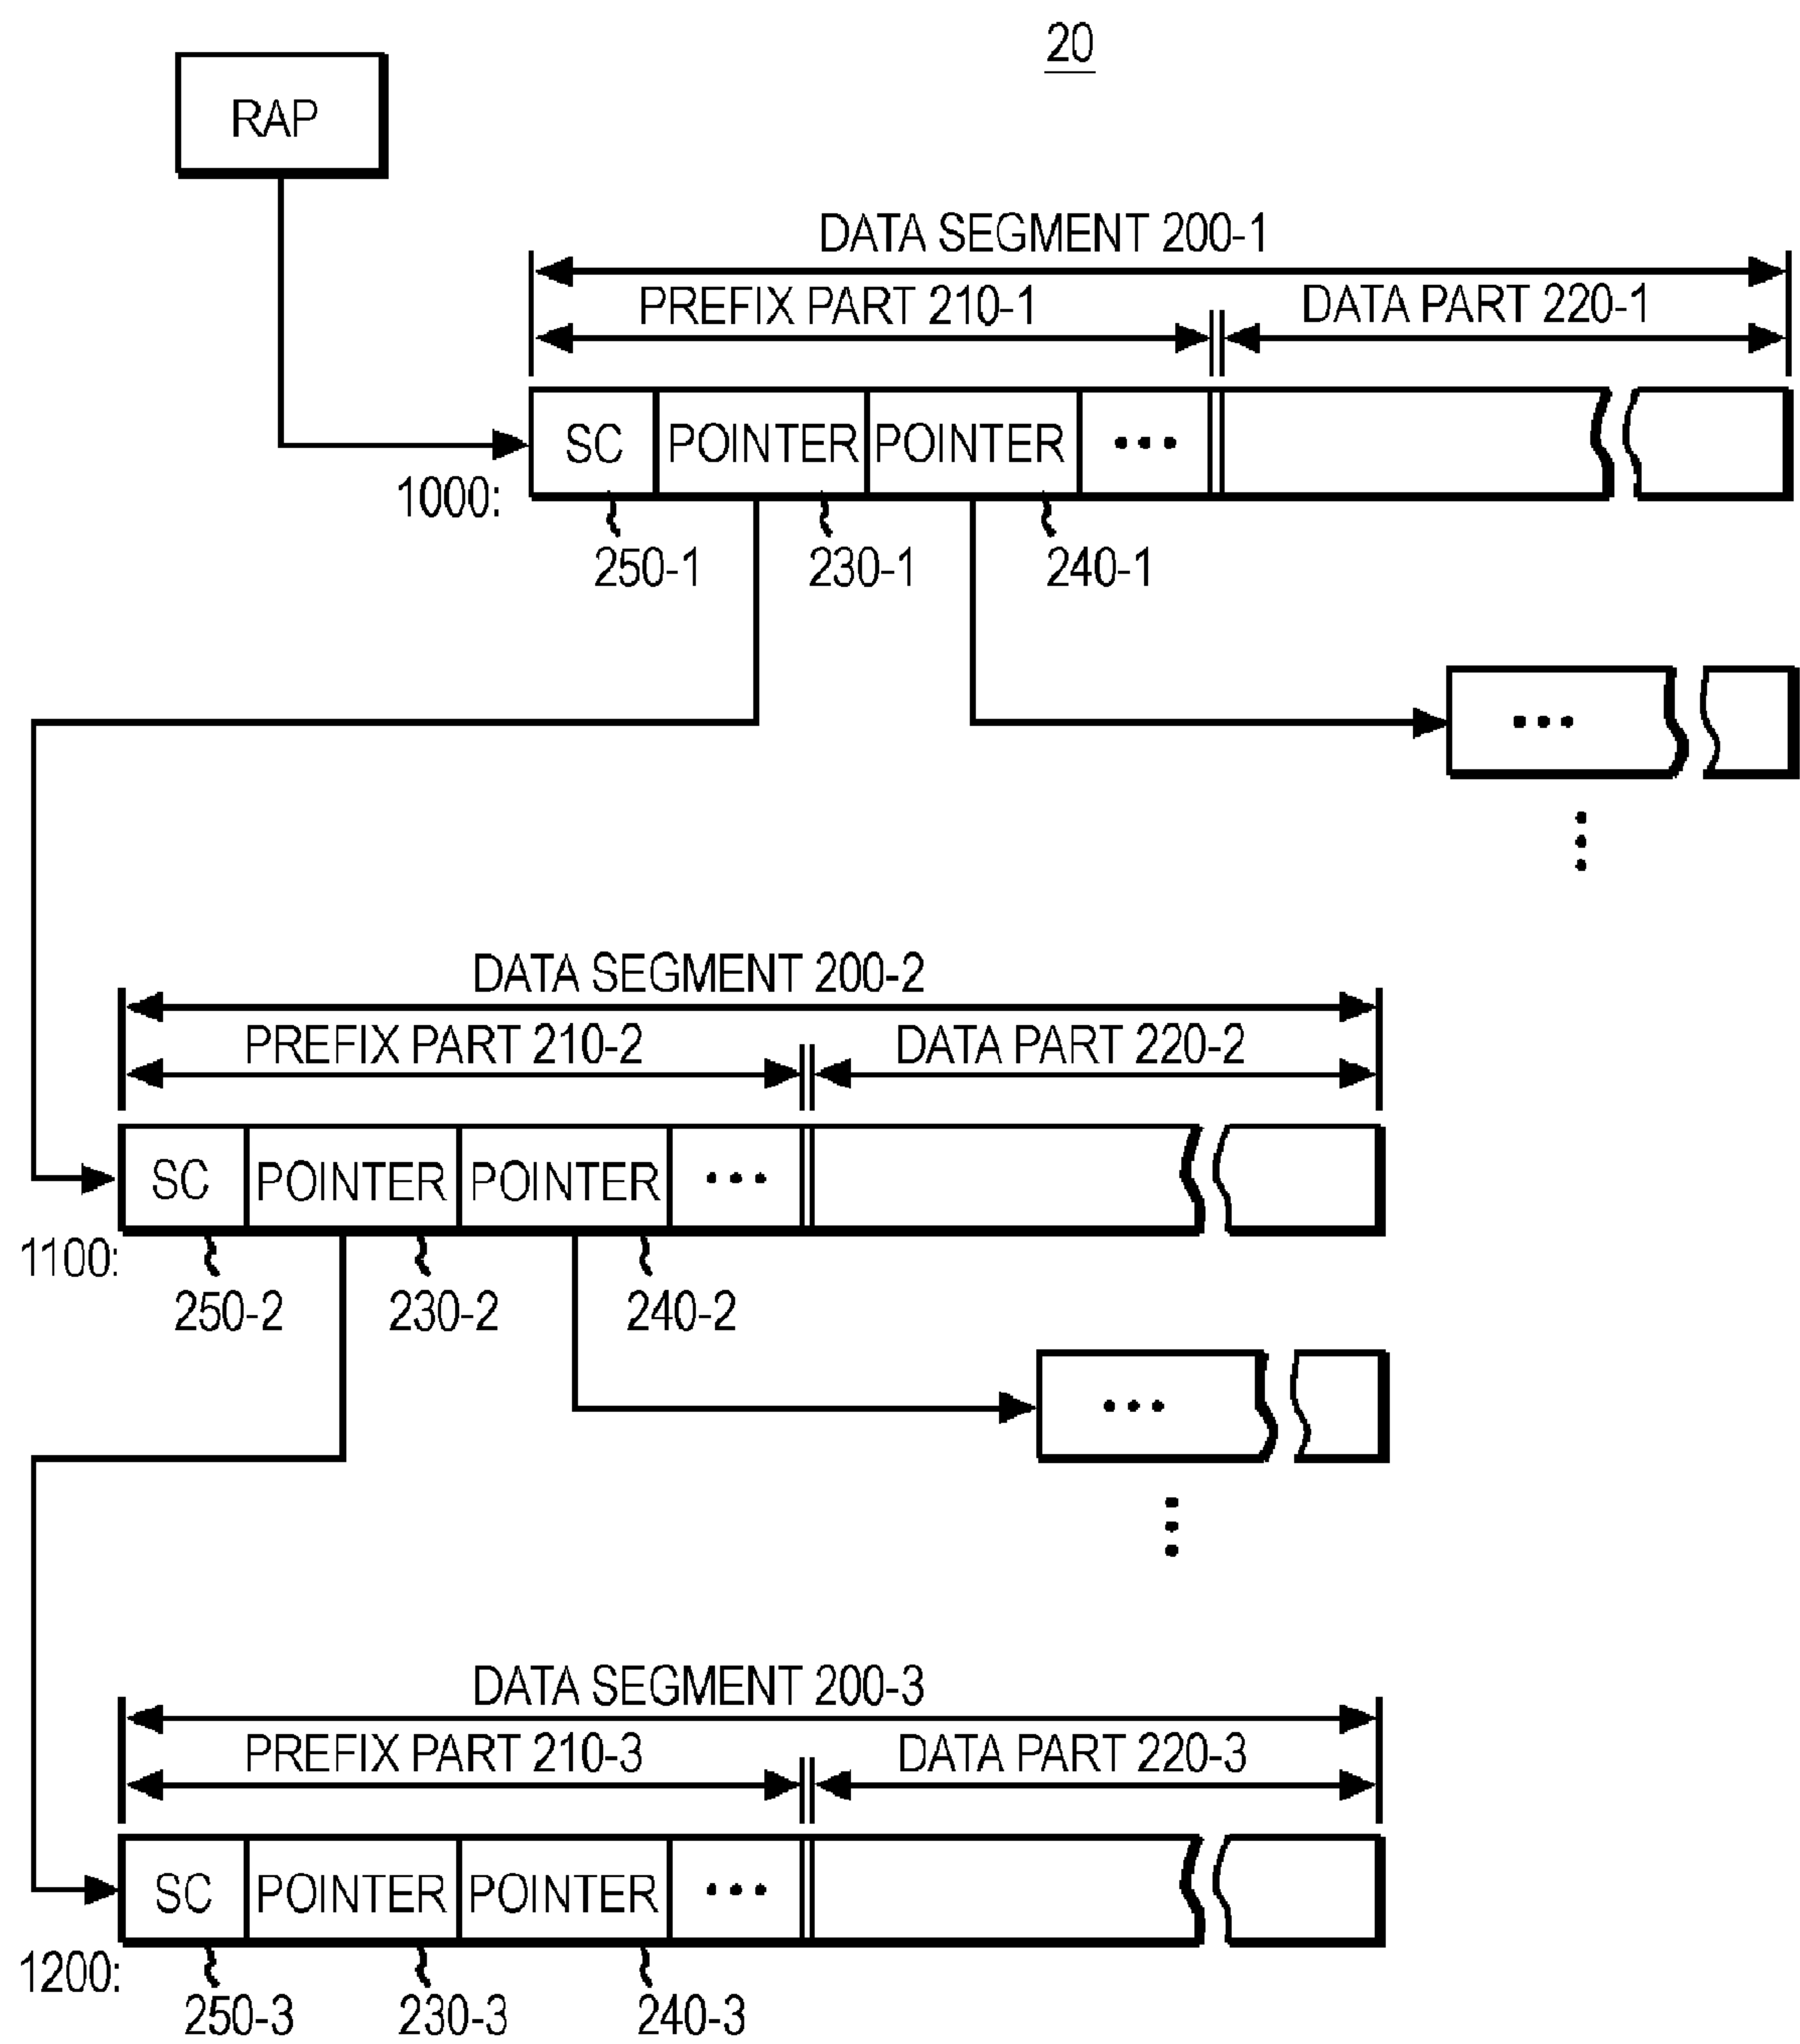 20
RAP
DATA SEGMENT 200-1
PREFIX PART 210-1 DATA PART 220-1
SC POINTER POINTER ...
1000:
250-1 230-1 240-1
...
DATA SEGMENT 200-2
PREFIX PART 210-2 DATA PART 220-2
SC POINTER POINTER ...
1100:
250-2 230-2 240-2
...
DATA SEGMENT 200-3
PREFIX PART 210-3 DATA PART 220-3
SC POINTER POINTER ...
1200:
250-3 230-3 240-3